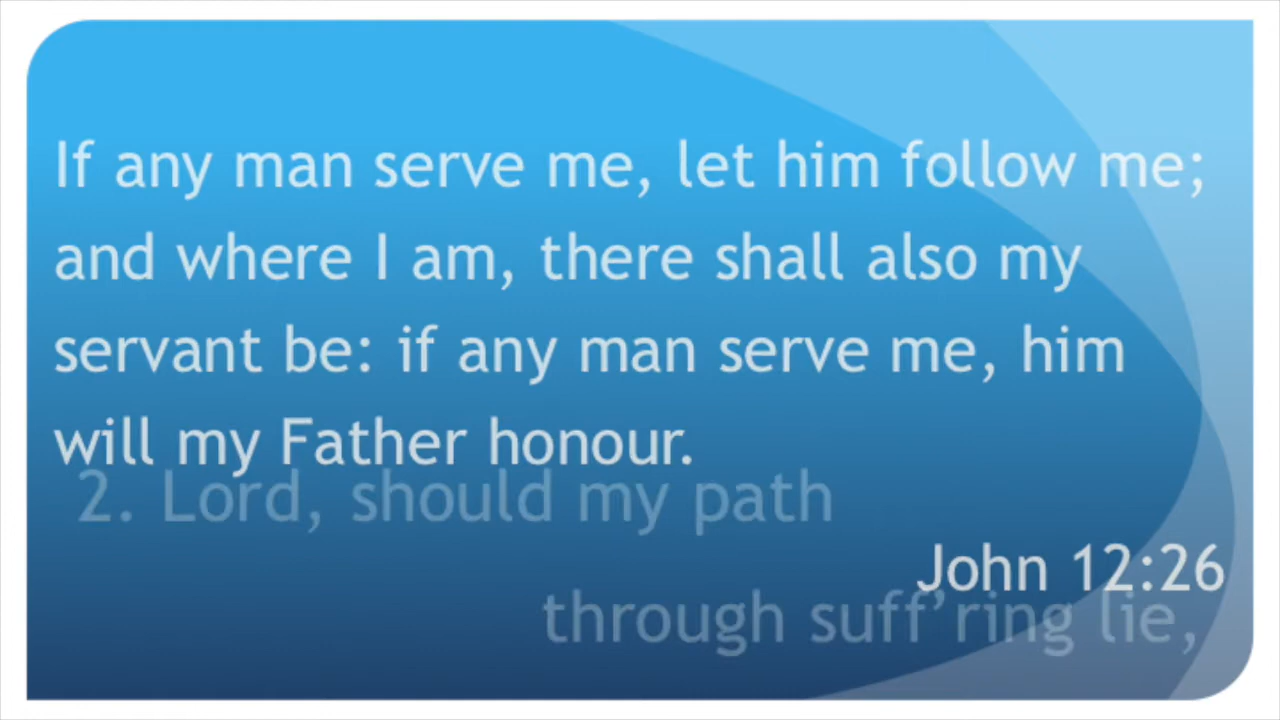 If any man serve me, let him follow me;
and where I am, there shall also my
servant be: if any man serve me, him
will my Father honour.
2. Lord, should my path
John 12:26
through suff’ring lie,